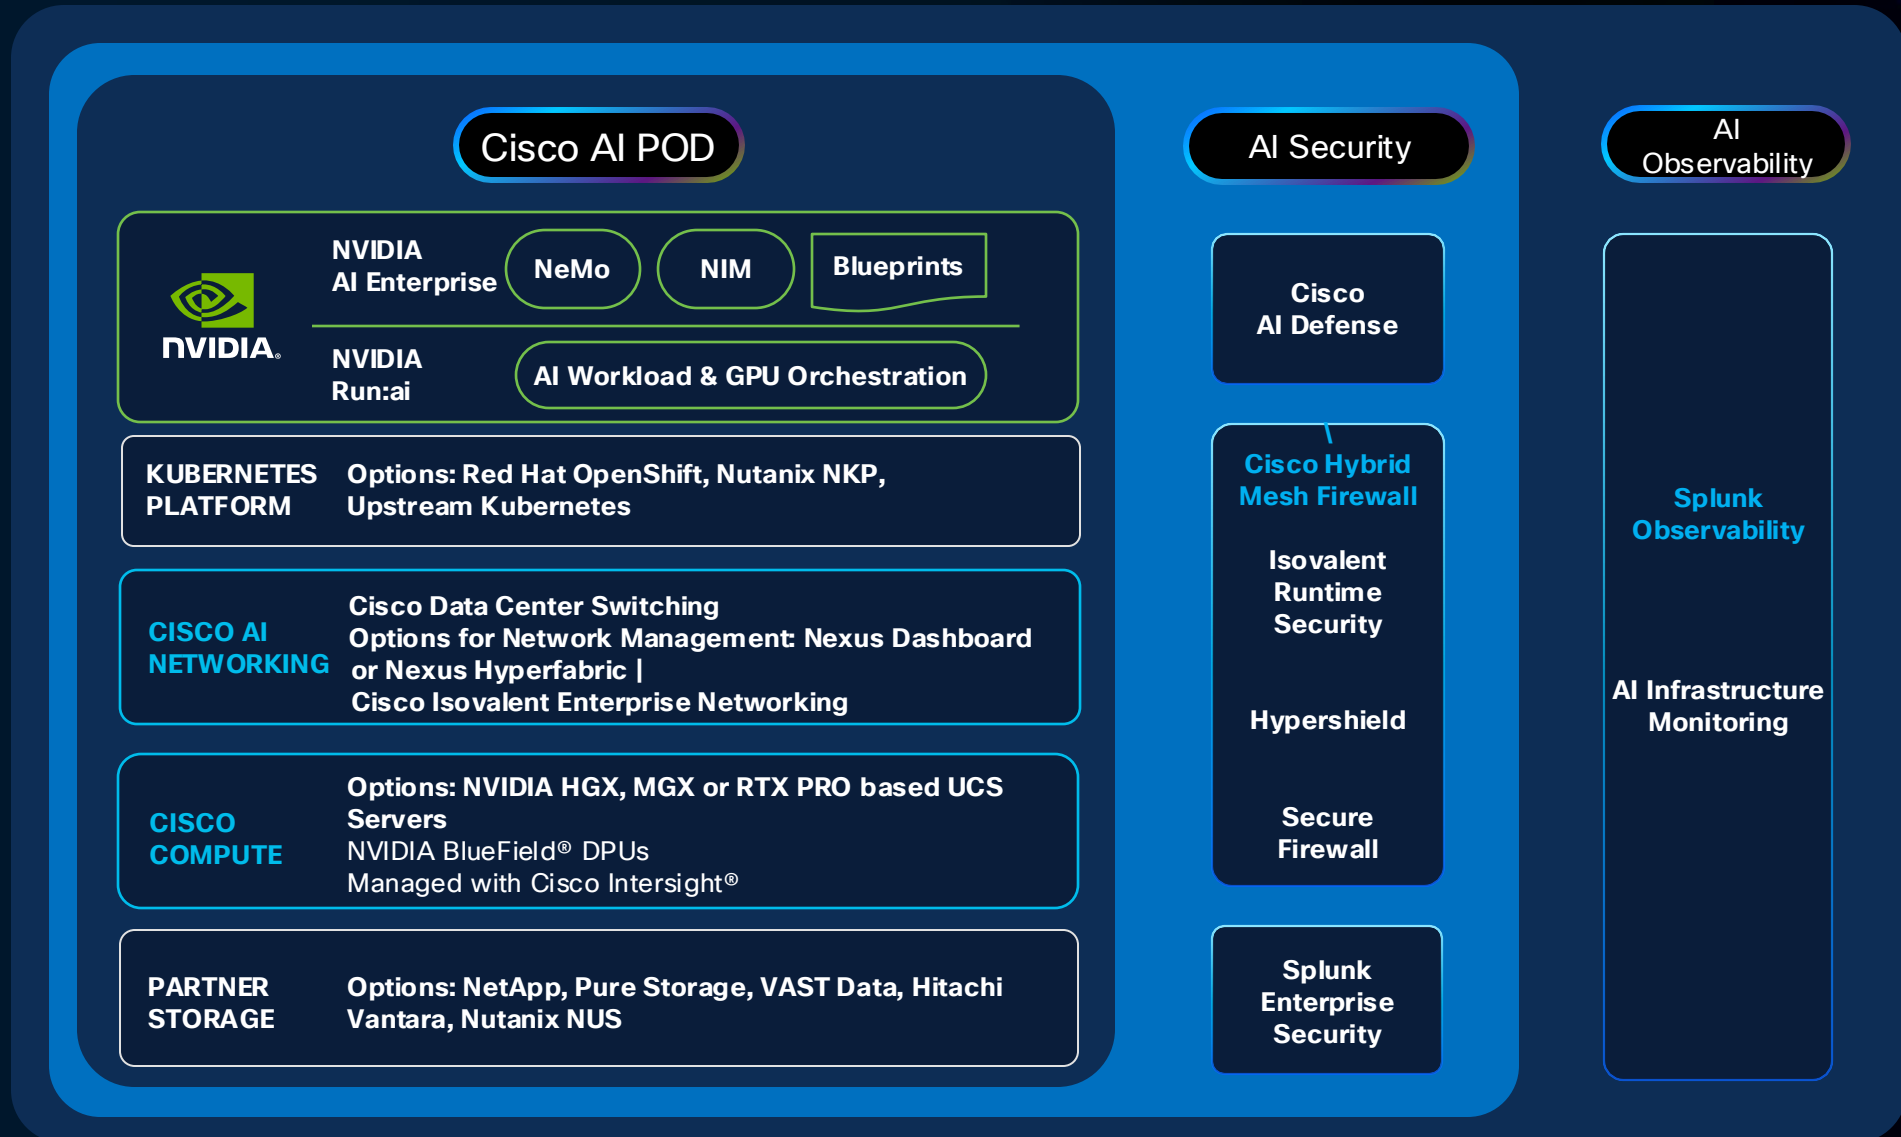 Cisco AI POD
NVIDIA
AI Enterprise
NeMo
NIM
Blueprints
NVIDIA®
NVIDIA
Run:ai
AI Workload & GPU Orchestration
KUBERNETES
PLATFORM
Options: Red Hat OpenShift, Nutanix NKP,
Upstream Kubernetes
CISCO AI
NETWORKING
Cisco Data Center Switching
Options for Network Management: Nexus Dashboard
or Nexus Hyperfabric |
Cisco Isovalent Enterprise Networking
CISCO
COMPUTE
Options: NVIDIA HGX, MGX or RTX PRO based UCS
Servers
NVIDIA BlueField® DPUs
Managed with Cisco Intersight®
PARTNER
STORAGE
Options: NetApp, Pure Storage, VAST Data, Hitachi
Vantara, Nutanix NUS
AI Security
Cisco
AI Defense
Cisco Hybrid
Mesh Firewall
Isovalent
Runtime
Security
Hypershield
Secure
Firewall
Splunk
Enterprise
Security
AI
Observability
Splunk
Observability
AI Infrastructure
Monitoring